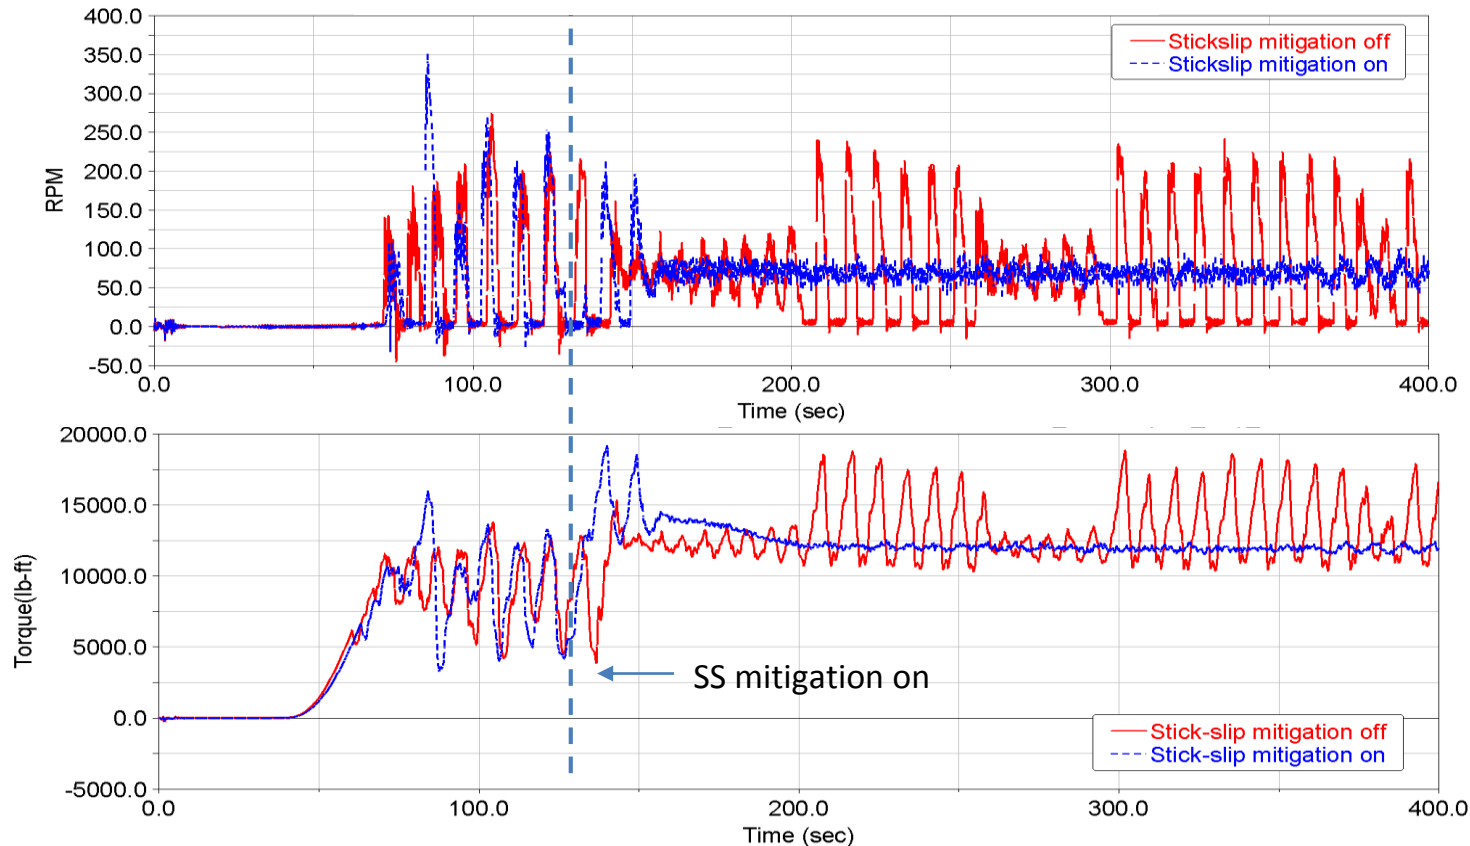 400.0
350.0
300.0
250.0
200.0
150.0
100.0
50.0
0.0
-50.0
RPM
Stickslip mitigation off
Stickslip mitigation on
0.0 100.0 200.0 300.0 400.0
Time (sec)
20000.0
15000.0
10000.0
5000.0
0.0
-5000.0
Torque(lb-ft)
SS mitigation on
Stick-slip mitigation off
Stick-slip mitigation on
0.0 100.0 200.0 300.0 400.0
Time (sec)